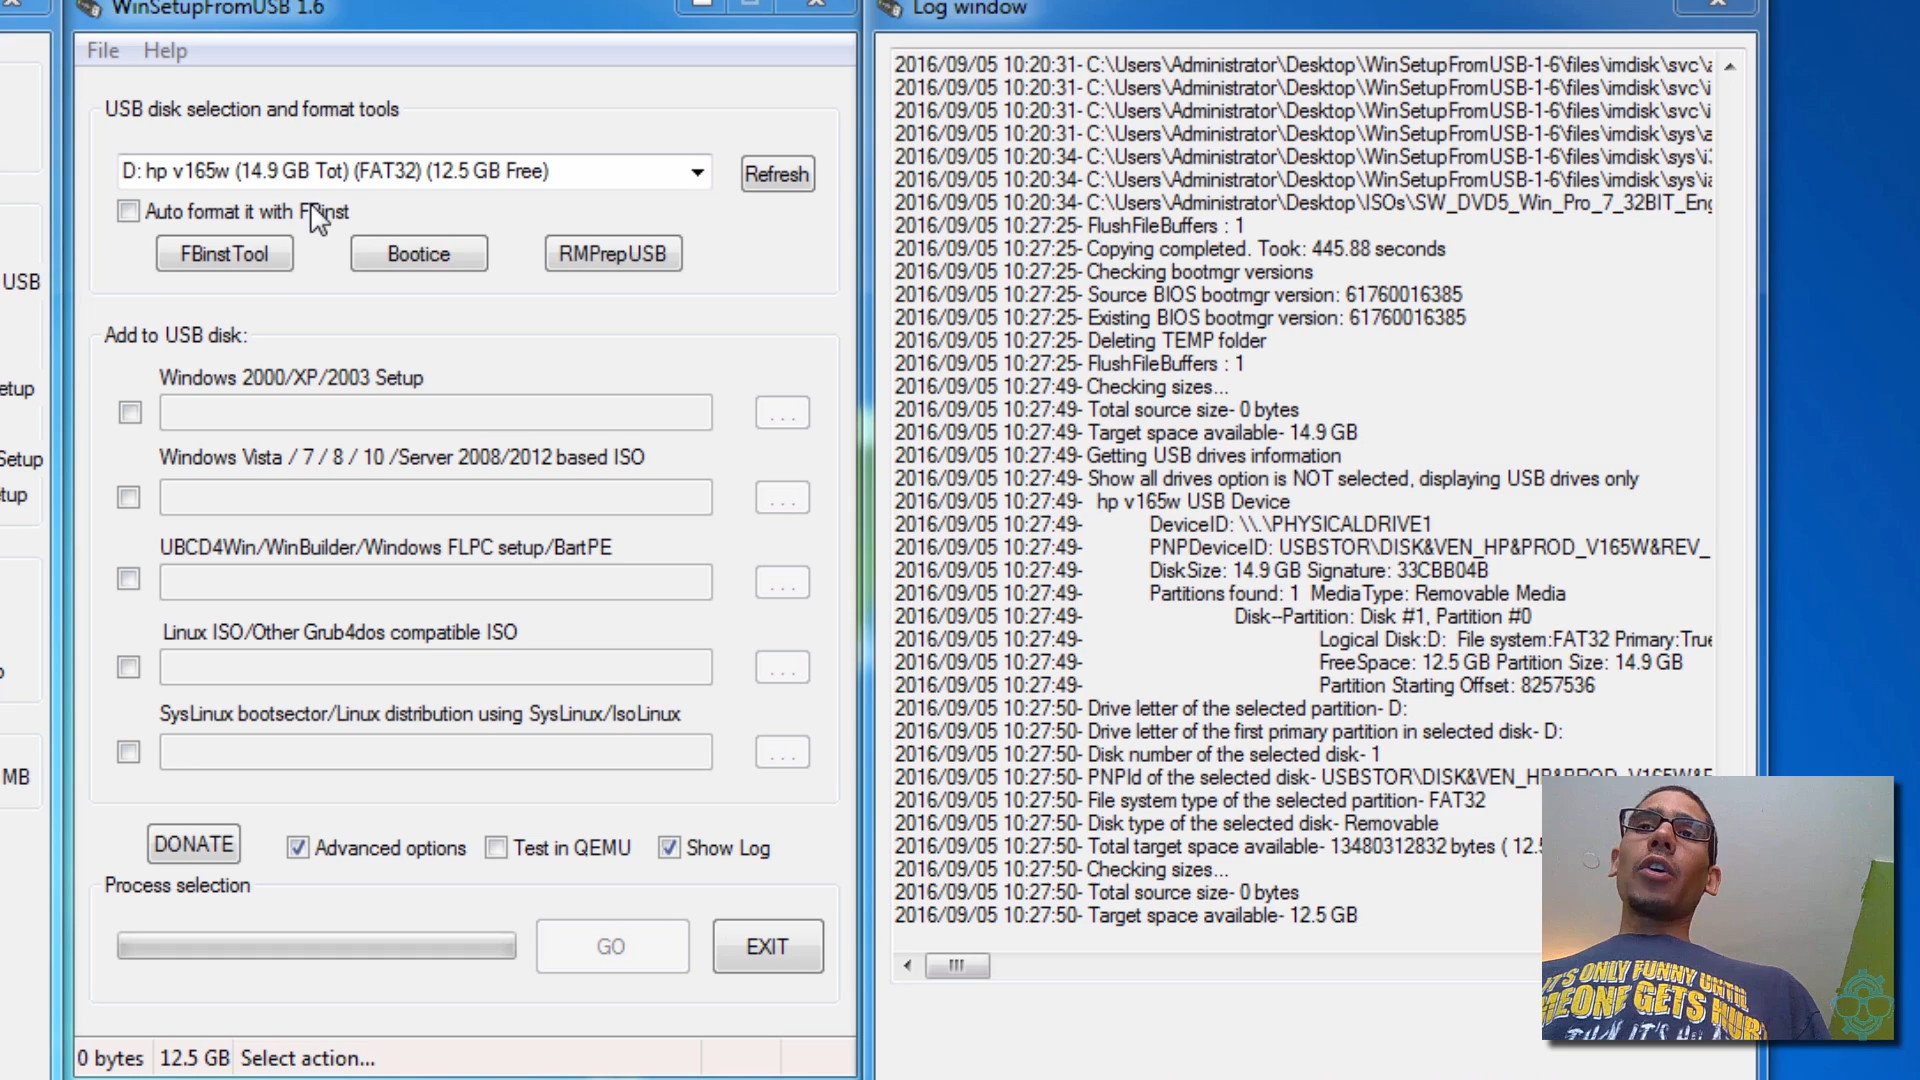 WinSetupFromUSB 1.6
File Help
USB disk selection and format tools
D: hp v165w (14.9 GB Tot) (FAT32) (12.5 GB Free)
Refresh
Auto format it with FBinst
FBinstTool
Bootice
RMPrepUSB
Add to USB disk:
Windows 2000/XP/2003 Setup
...
Windows Vista / 7 / 8 / 10 /Server 2008/2012 based ISO
...
UBCD4Win/WinBuilder/Windows FLPC setup/BartPE
...
Linux ISO/Other Grub4dos compatible ISO
...
SysLinux bootsector/Linux distribution using SysLinux/IsoLinux
...
DONATE
Advanced options
Test in QEMU
Show Log
Process selection
GO
EXIT
0 bytes 12.5 GB Select action...
USB
etup
Setup
tup
MB
Log window
2016/09/05 10:20:31- C:\Users\Administrator\Desktop\WinSetupFromUSB-1-6\files\imdisk\svc\
2016/09/05 10:20:31- C:\Users\Administrator\Desktop\WinSetupFromUSB-1-6\files\imdisk\svc\
2016/09/05 10:20:31- C:\Users\Administrator\Desktop\WinSetupFromUSB-1-6\files\imdisk\svc\
2016/09/05 10:20:31- C:\Users\Administrator\Desktop\WinSetupFromUSB-1-6\files\imdisk\sys\
2016/09/05 10:20:34- C:\Users\Administrator\Desktop\WinSetupFromUSB-1-6\files\imdisk\sys\
2016/09/05 10:20:34- C:\Users\Administrator\Desktop\WinSetupFromUSB-1-6\files\imdisk\sys\
2016/09/05 10:20:34- C:\Users\Administrator\Desktop\ISOs\SW_DVD5_Win_Pro_7_32BIT_Eng
2016/09/05 10:27:25- FlushFileBuffers : 1
2016/09/05 10:27:25- Copying completed. Took: 445.88 seconds
2016/09/05 10:27:25- Checking bootmgr versions
2016/09/05 10:27:25- Source BIOS bootmgr version: 61760016385
2016/09/05 10:27:25- Existing BIOS bootmgr version: 61760016385
2016/09/05 10:27:25- Deleting TEMP folder
2016/09/05 10:27:25- FlushFileBuffers : 1
2016/09/05 10:27:49- Checking sizes...
2016/09/05 10:27:49- Total source size- 0 bytes
2016/09/05 10:27:49- Target space available- 14.9 GB
2016/09/05 10:27:49- Getting USB drives information
2016/09/05 10:27:49- Show all drives option is NOT selected, displaying USB drives only
2016/09/05 10:27:49- hp v165w USB Device
2016/09/05 10:27:49- DeviceID: \\.\PHYSICALDRIVE1
2016/09/05 10:27:49- PNPDeviceID: USBSTOR\DISK&VEN_HP&PROD_V165W&REV_
2016/09/05 10:27:49- DiskSize: 14.9 GB Signature: 33CBB04B
2016/09/05 10:27:49- Partitions found: 1 MediaType: Removable Media
2016/09/05 10:27:49- Disk--Partition: Disk #1, Partition #0
2016/09/05 10:27:49- Logical Disk:D: File system:FAT32 Primary:True
2016/09/05 10:27:49- FreeSpace: 12.5 GB Partition Size: 14.9 GB
2016/09/05 10:27:49- Partition Starting Offset: 8257536
2016/09/05 10:27:50- Drive letter of the selected partition- D:
2016/09/05 10:27:50- Drive letter of the first primary partition in selected disk- D:
2016/09/05 10:27:50- Disk number of the selected disk- 1
2016/09/05 10:27:50- PNPId of the selected disk- USBSTOR\DISK&VEN_HP&PROD_V165W&
2016/09/05 10:27:50- File system type of the selected partition- FAT32
2016/09/05 10:27:50- Disk type of the selected disk- Removable
2016/09/05 10:27:50- Total target space available- 13480312832 bytes ( 12.5
2016/09/05 10:27:50- Checking sizes...
2016/09/05 10:27:50- Total source size- 0 bytes
2016/09/05 10:27:50- Target space available- 12.5 GB
IT'S ONLY FUNNY UNTIL
SOMEONE GETS HURT